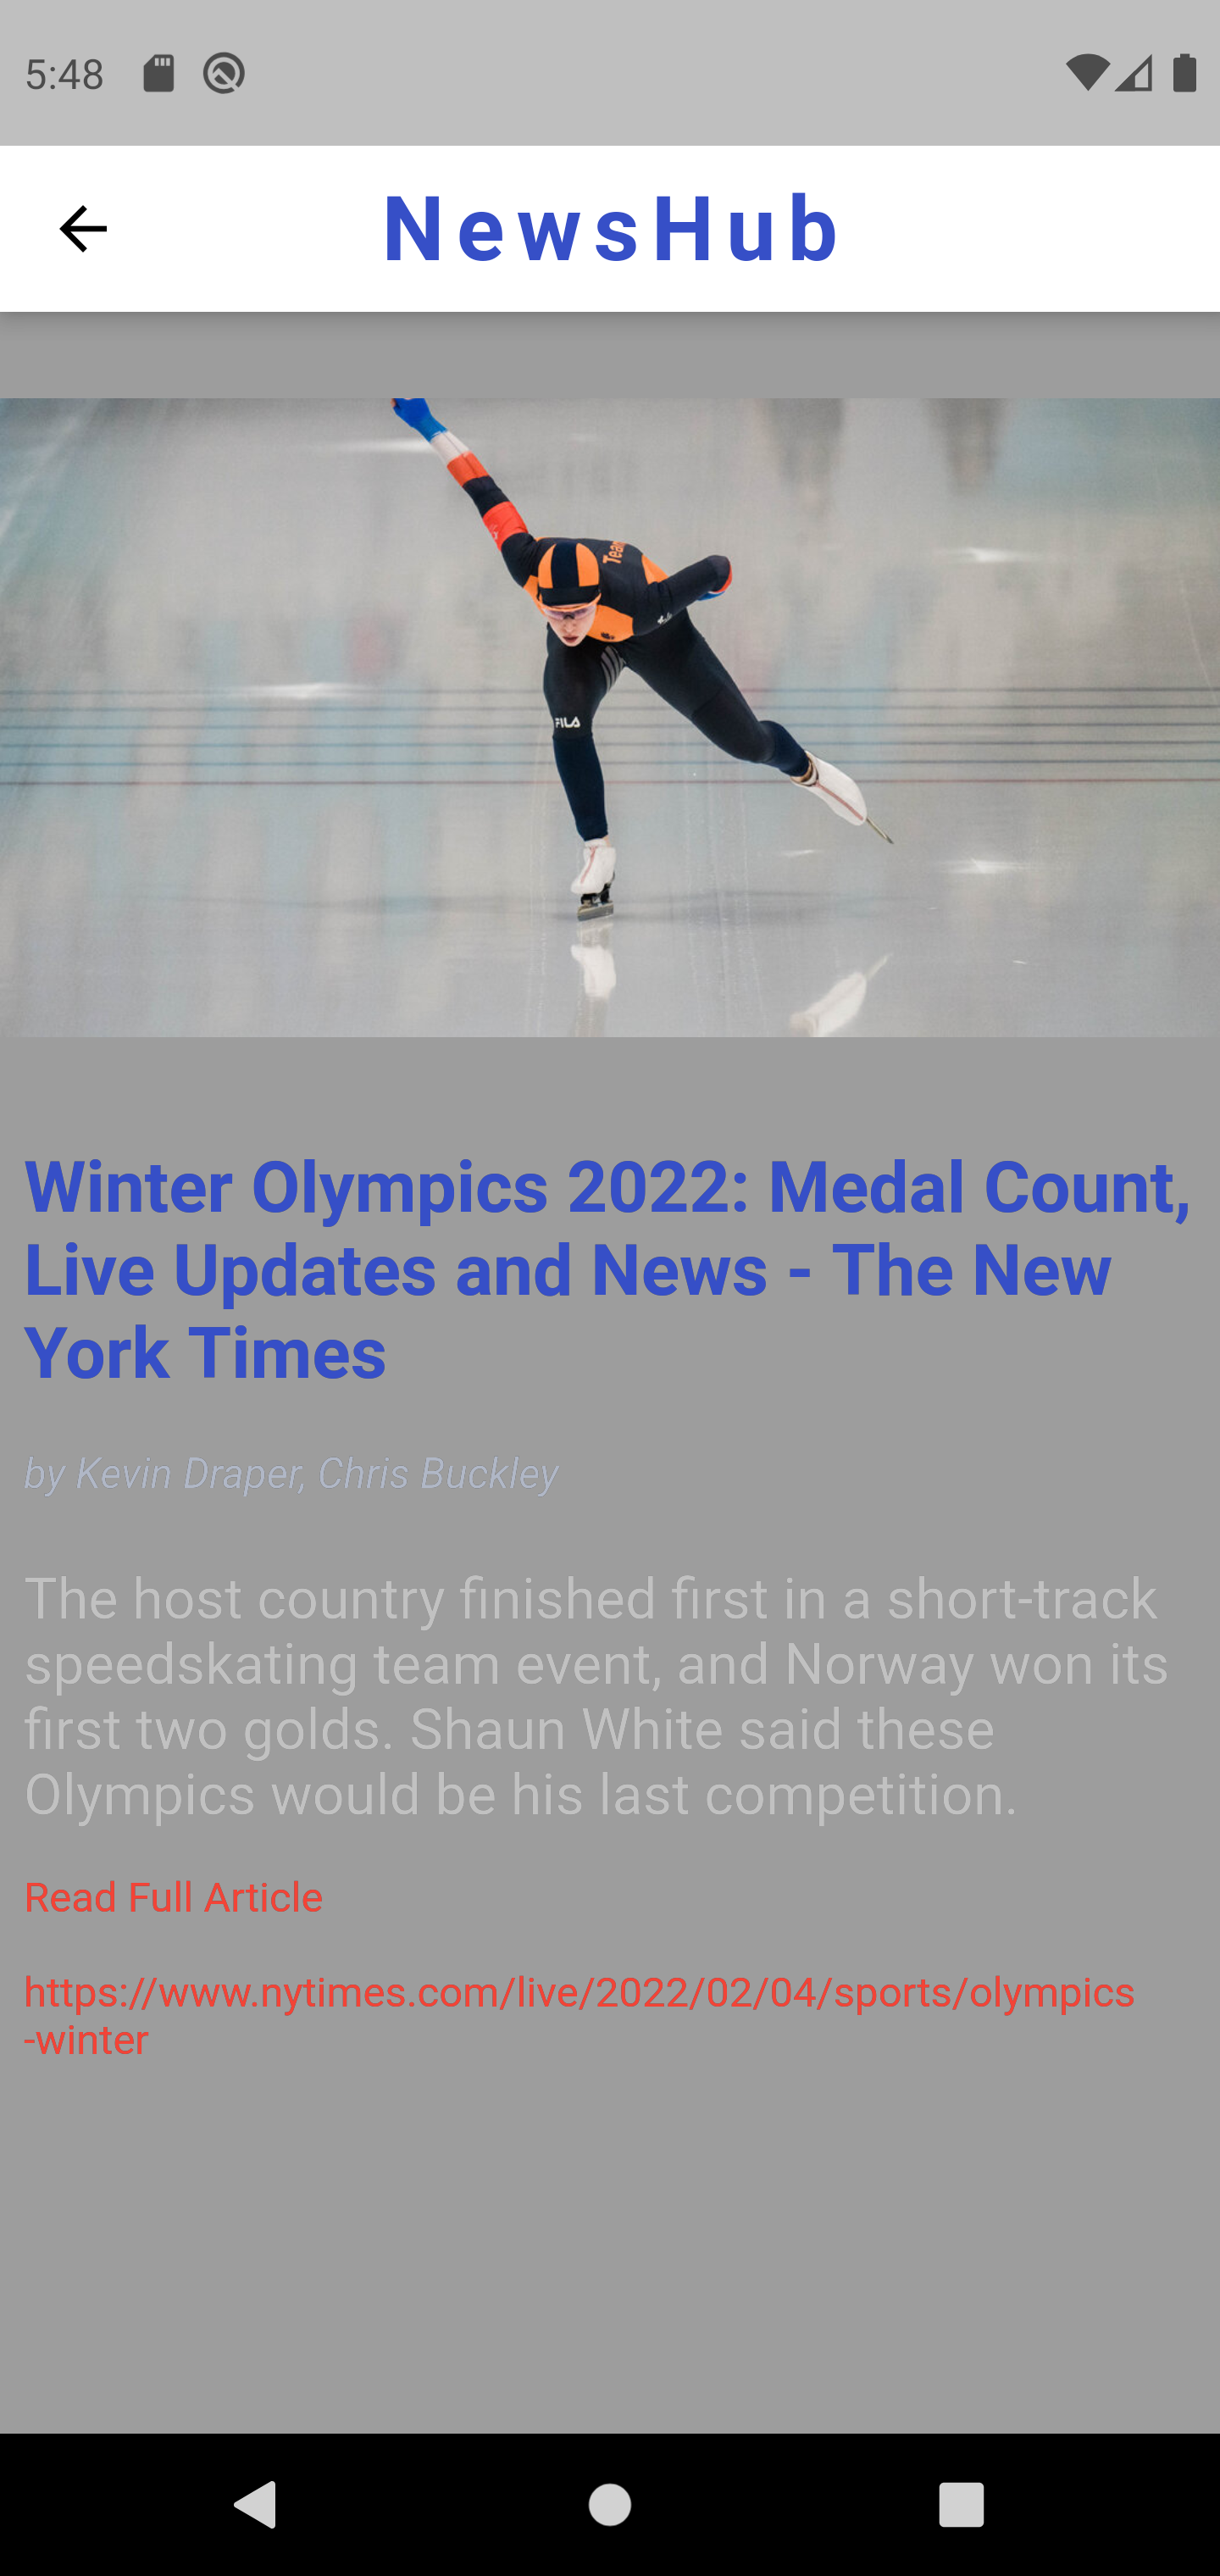 5:48
NewsHub
Team
FILA
Winter Olympics 2022: Medal Count,
Live Updates and News - The New
York Times
by Kevin Draper, Chris Buckley
The host country finished first in a short-track
speedskating team event, and Norway won its
first two golds. Shaun White said these
Olympics would be his last competition.
Read Full Article
https://www.nytimes.com/live/2022/02/04/sports/olympics
-winter